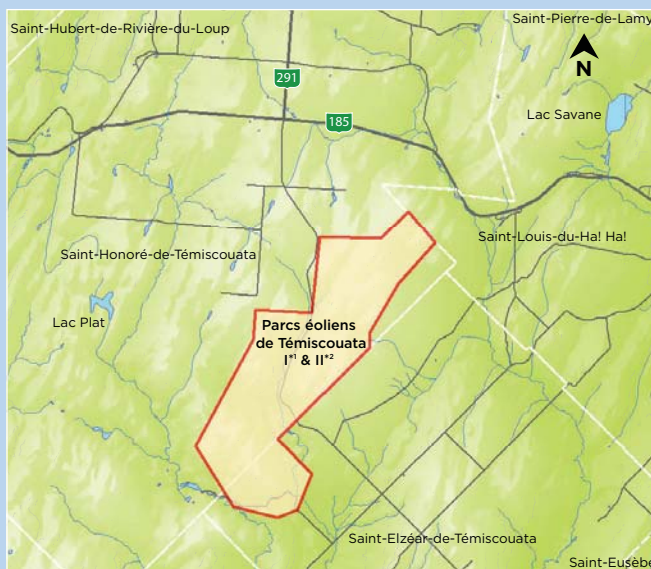 Saint-Hubert-de-Rivière-du-Loup
Saint-Pierre-de-Lamy
N
291
185
Lac Savane
Saint-Louis-du-Ha! Ha!
Saint-Honoré-de-Témiscouata
Lac Plat
Parcs éoliens
de Témiscouata
I*1 & II*2
Saint-Elzéar-de-Témiscouata
Saint-Eusèbe